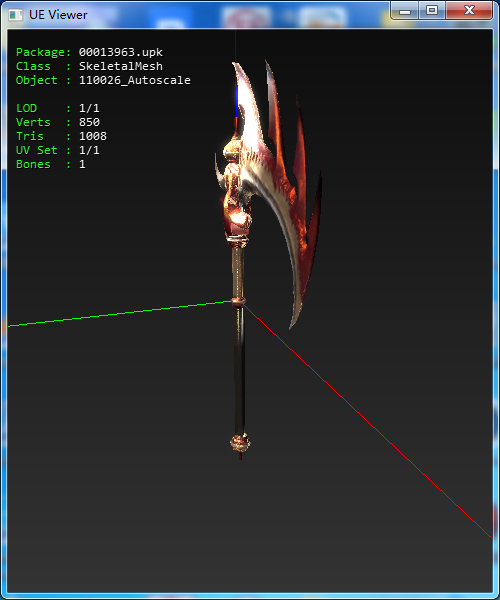 UE Viewer
Package: 00013963.upk
Class : SkeletalMesh
Object : 110026_Autoscale
LOD : 1/1
Verts : 850
Tris : 1008
UV Set : 1/1
Bones : 1